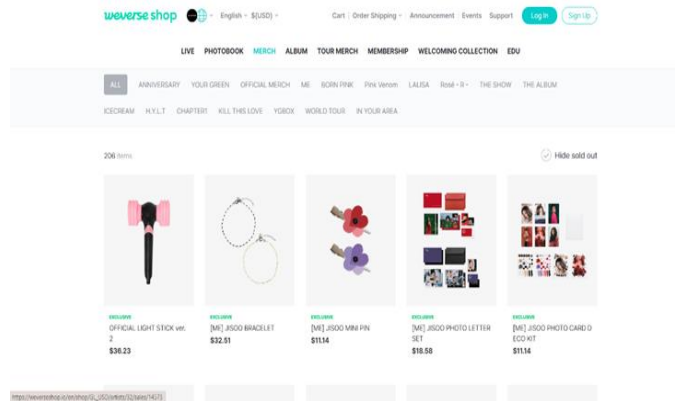 weverse shop English $(USD) Cart Order Shipping Announcement Events Support Log In Sign Up
LIVE PHOTOBOOK MERCH ALBUM TOUR MERCH MEMBERSHIP WELCOMING COLLECTION EDU
ALL ANNIVERSARY YOUR GREEN OFFICIAL MERCH ME BORN PINK Pink Venom LALISA Rosé - R - THE SHOW THE ALBUM
ICECREAM H.Y.L.T CHAPTER1 KILL THIS LOVE YGBOX WORLD TOUR IN YOUR AREA
206 items Hide sold out
EXCLUSIVE
OFFICIAL LIGHT STICK ver.
2
$36.23
EXCLUSIVE
[ME] JISOO BRACELET
$32.51
EXCLUSIVE
[ME] JISOO MINI PIN
$11.14
EXCLUSIVE
[ME] JISOO PHOTO LETTER
SET
$18.58
EXCLUSIVE
[ME] JISOO PHOTO CARD D
ECO KIT
$11.14